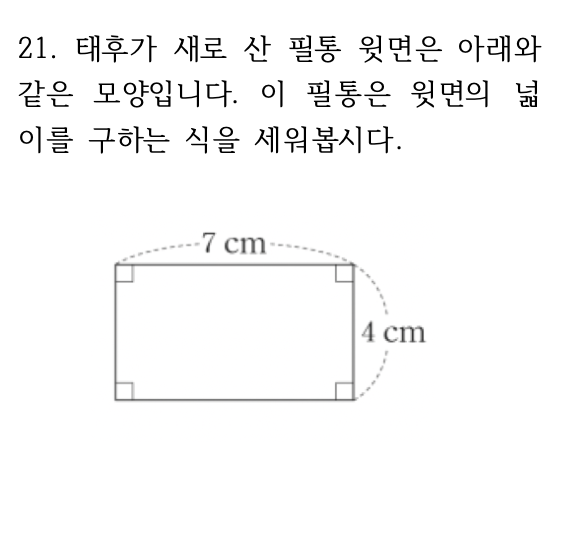 21. 태후가 새로 산 필통 윗면은 아래와
같은 모양입니다. 이 필통은 윗면의 넓
이를 구하는 식을 세워봅시다.
7 cm
4 cm